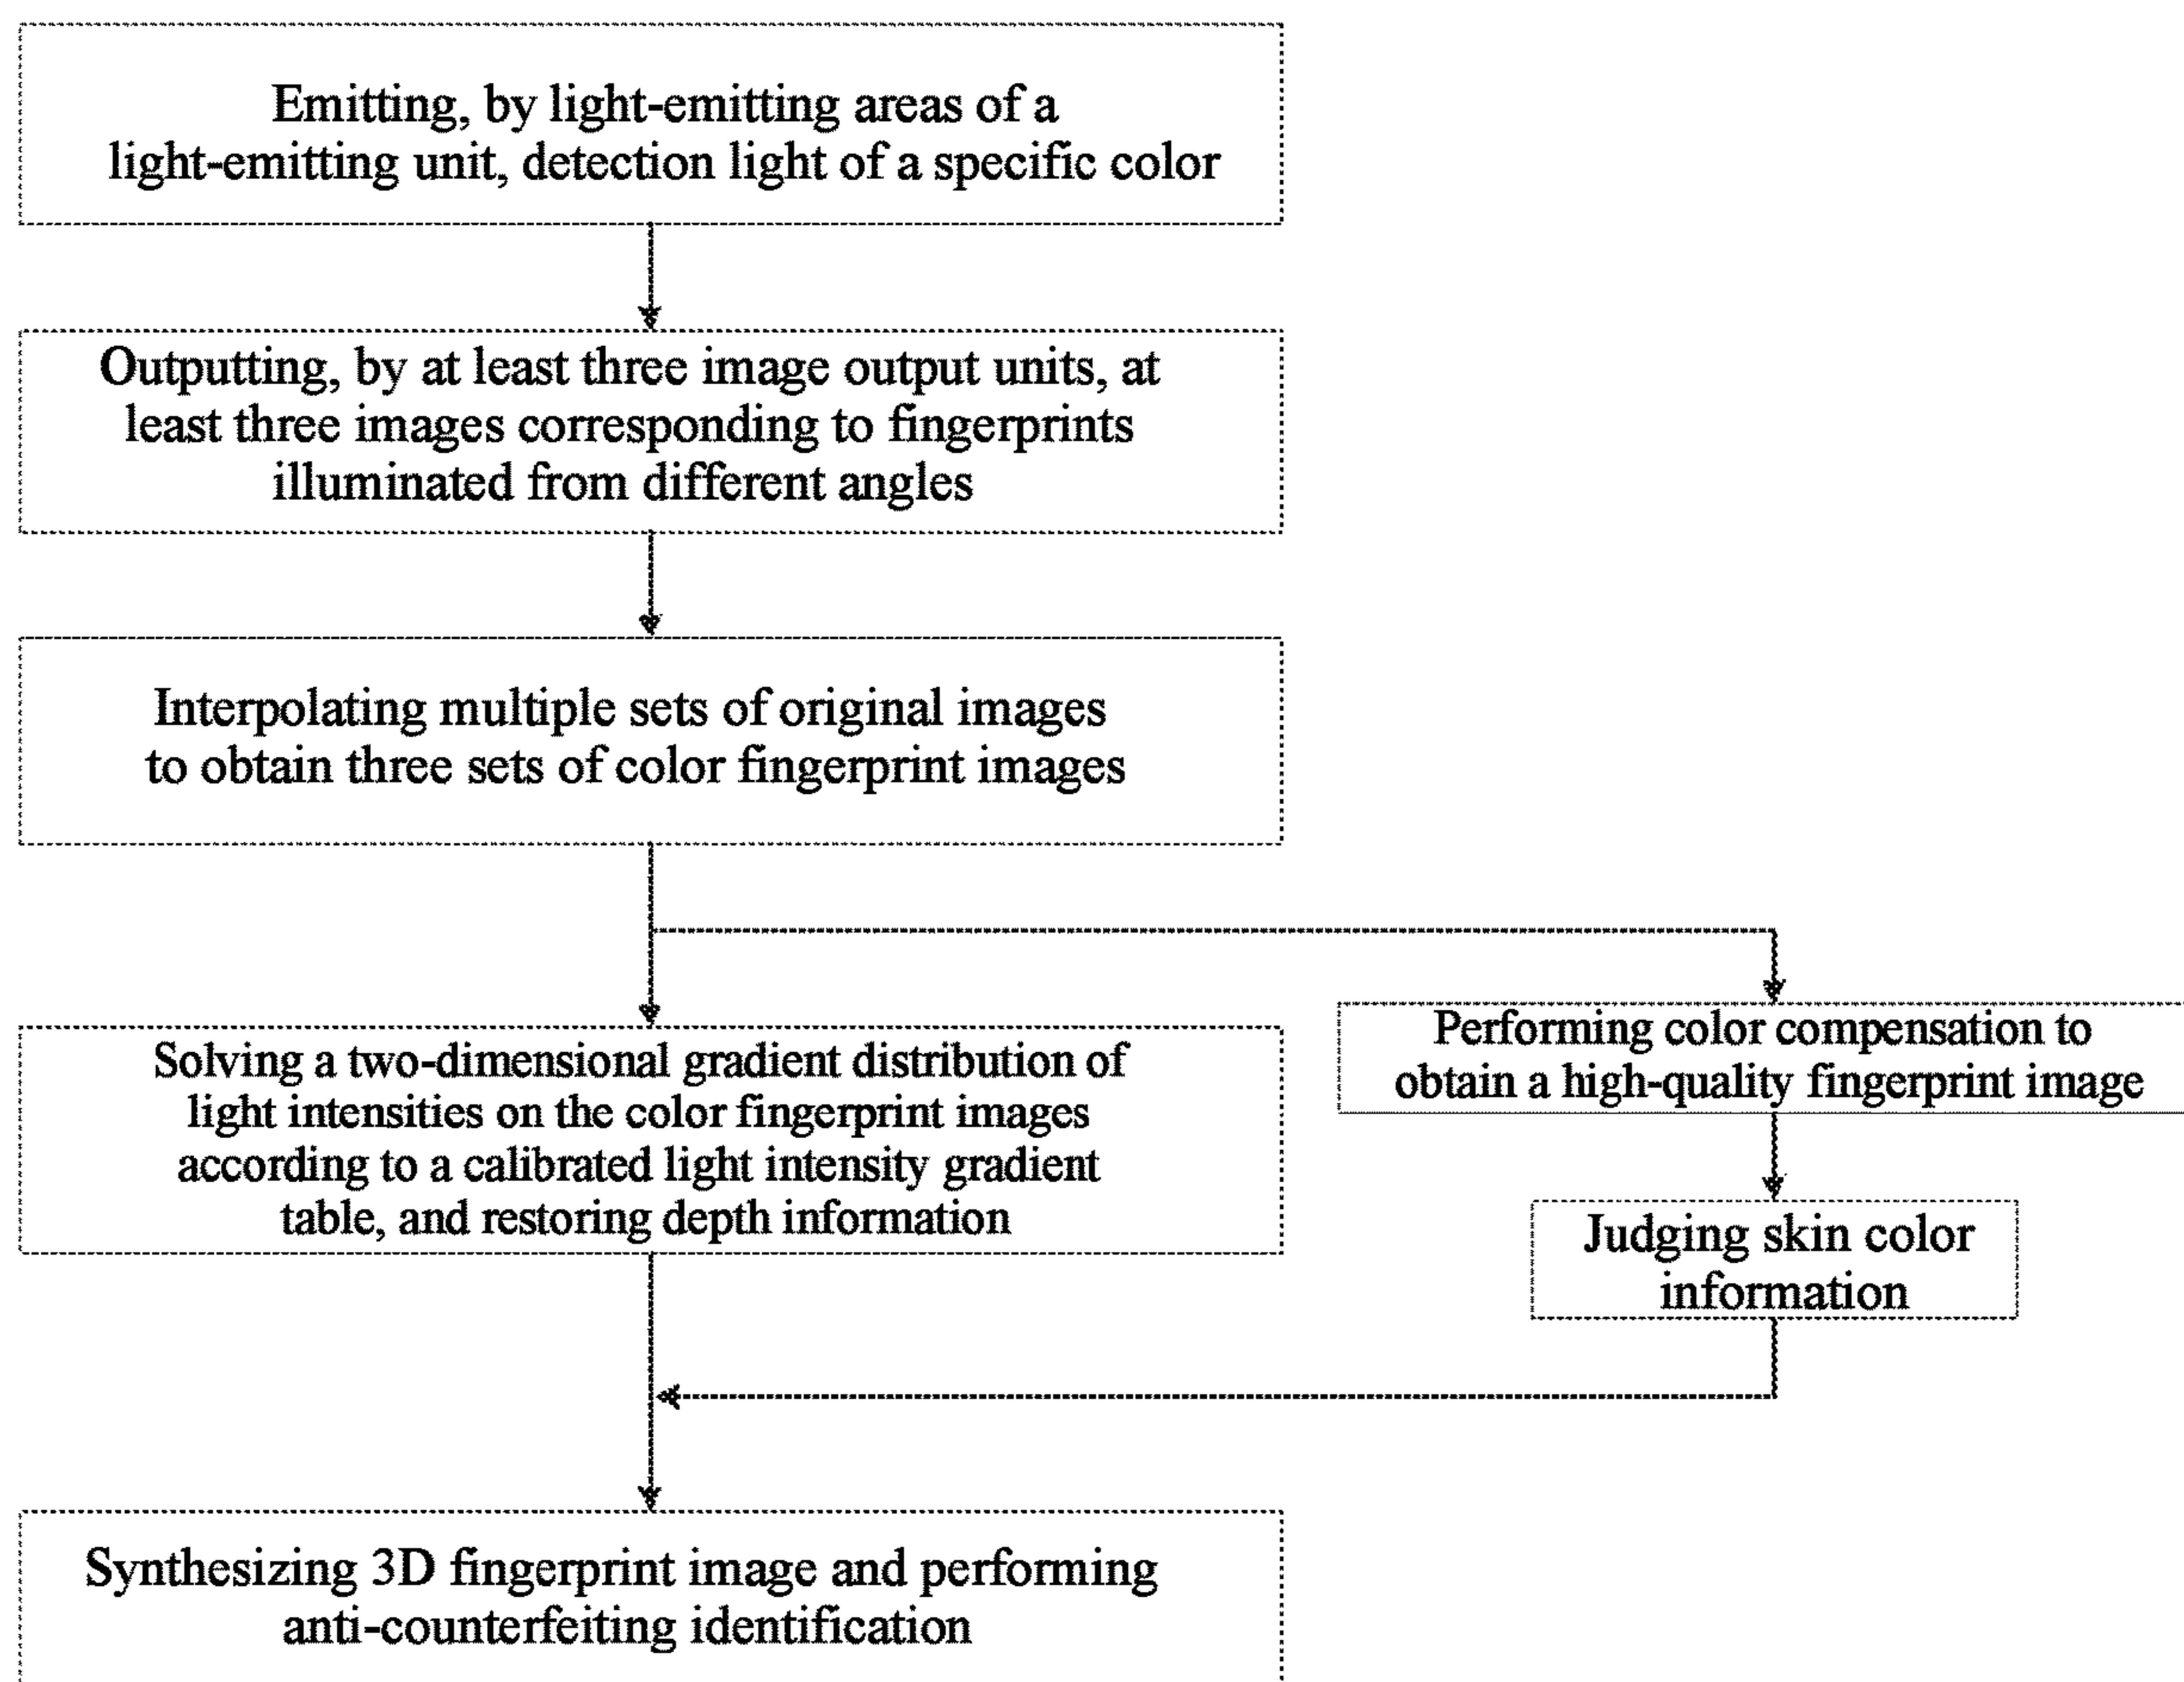 Emitting, by light-emitting areas of a
light-emitting unit, detection light of a specific color
Outputting, by at least three image output units, at
least three images corresponding to fingerprints
illuminated from different angles
Interpolating multiple sets of original images
to obtain three sets of color fingerprint images
Solving a two-dimensional gradient distribution of
light intensities on the color fingerprint images
according to a calibrated light intensity gradient
table, and restoring depth information
Performing color compensation to
obtain a high-quality fingerprint image
Judging skin color
information
Synthesizing 3D fingerprint image and performing
anti-counterfeiting identification